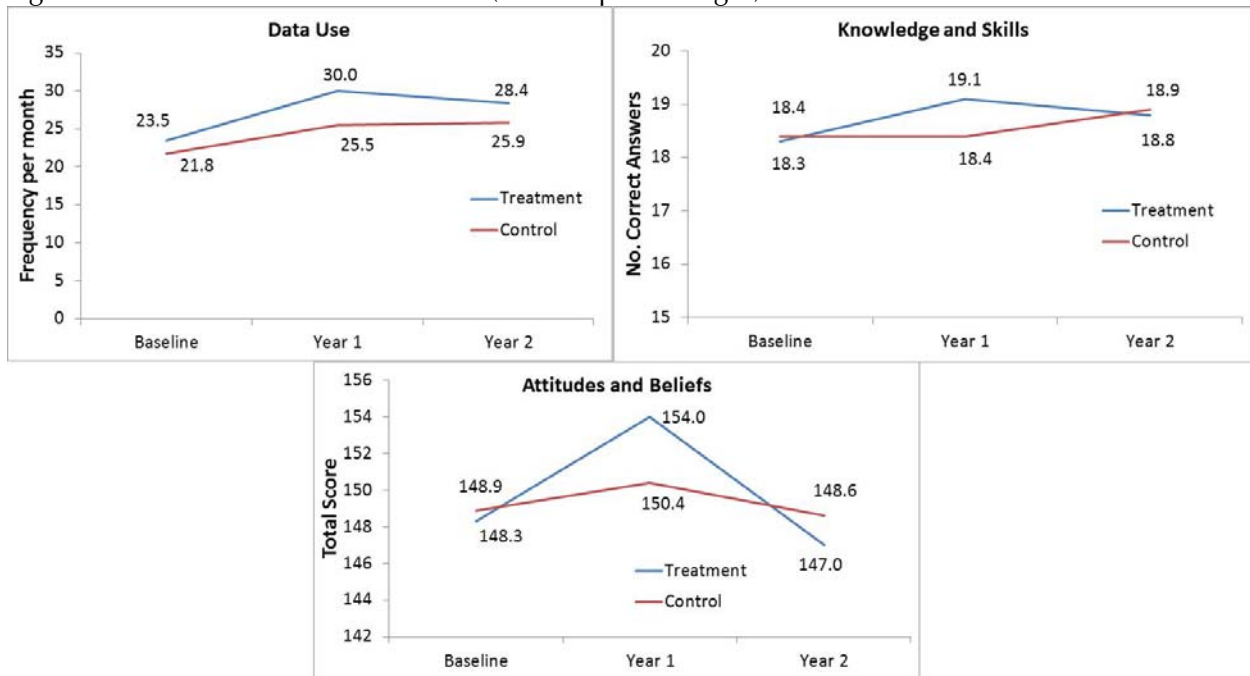 Data Use
Frequency per month
35
30
25
20
15
10
5
0
23.5
30.0
28.4
21.8
25.5
25.9
Treatment
Control
Baseline Year 1 Year 2
Knowledge and Skills
No. Correct Answers
20
19
18
17
16
15
18.4
19.1
18.9
18.3
18.4
18.8
Treatment
Control
Baseline Year 1 Year 2
Attitudes and Beliefs
Total Score
156
154
152
150
148
146
144
142
154.0
148.9
150.4
148.6
148.3
147.0
Treatment
Control
Baseline Year 1 Year 2